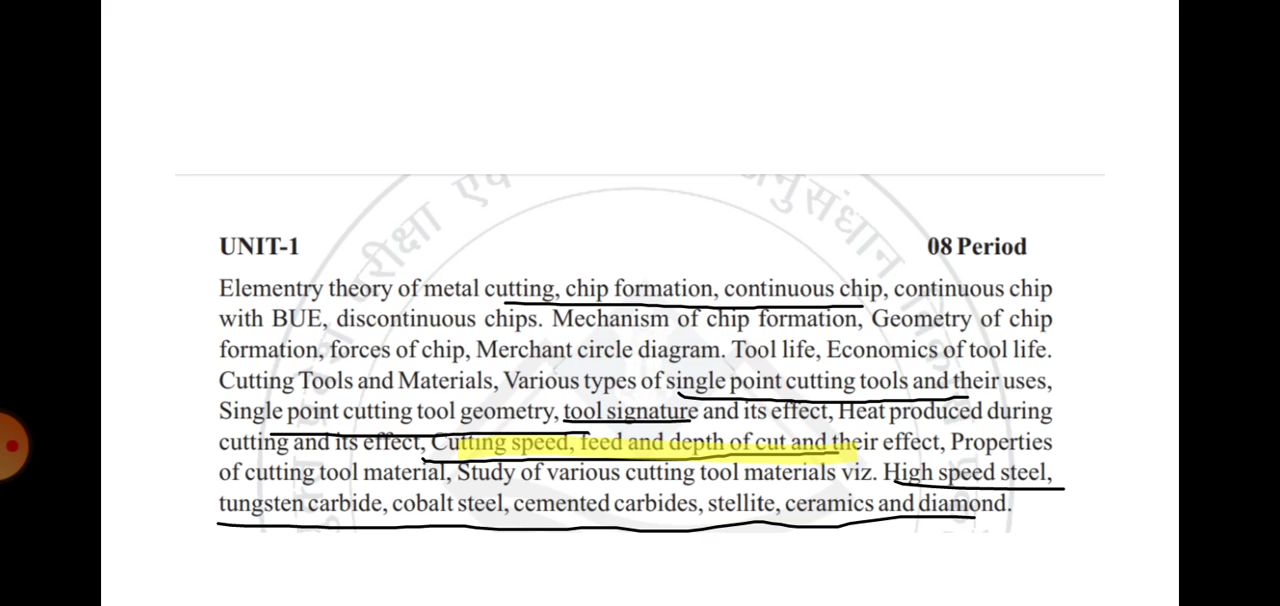 परीक्षा एवं
अनुसंधान
UNIT-1 08 Period
Elementry theory of metal cutting, chip formation, continuous chip, continuous chip
with BUE, discontinuous chips. Mechanism of chip formation, Geometry of chip
formation, forces of chip, Merchant circle diagram. Tool life, Economics of tool life.
Cutting Tools and Materials, Various types of single point cutting tools and their uses,
Single point cutting tool geometry, tool signature and its effect, Heat produced during
cutting and its effect, Cutting speed, feed and depth of cut and their effect, Properties
of cutting tool material, Study of various cutting tool materials viz. High speed steel,
tungsten carbide, cobalt steel, cemented carbides, stellite, ceramics and diamond.